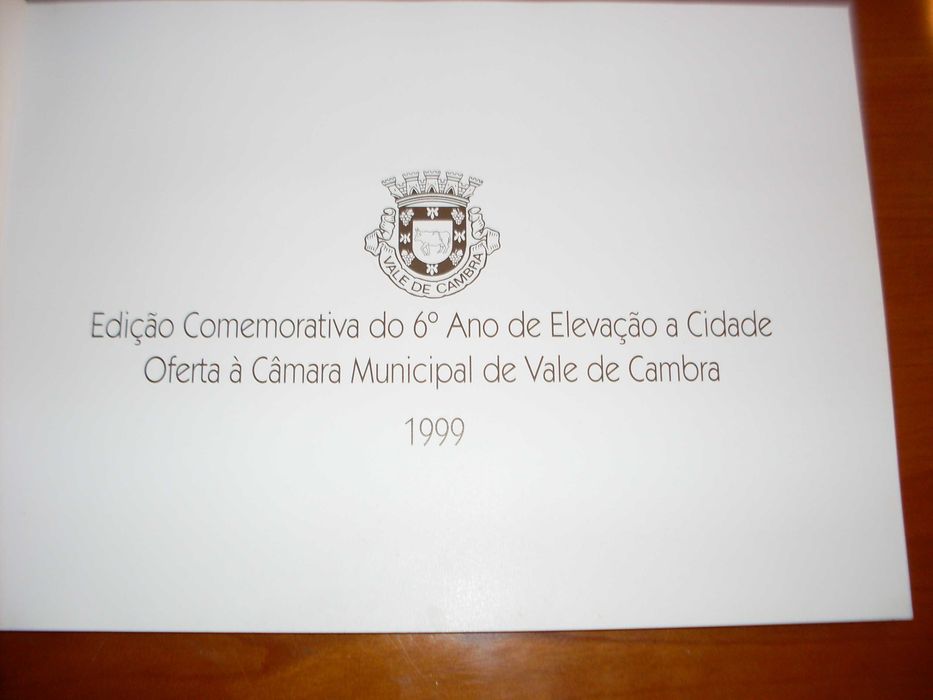 VALE DE CAMBRA
Edição Comemorativa do 6º Ano de Elevação a Cidade
Oferta à Câmara Municipal de Vale de Cambra
1999